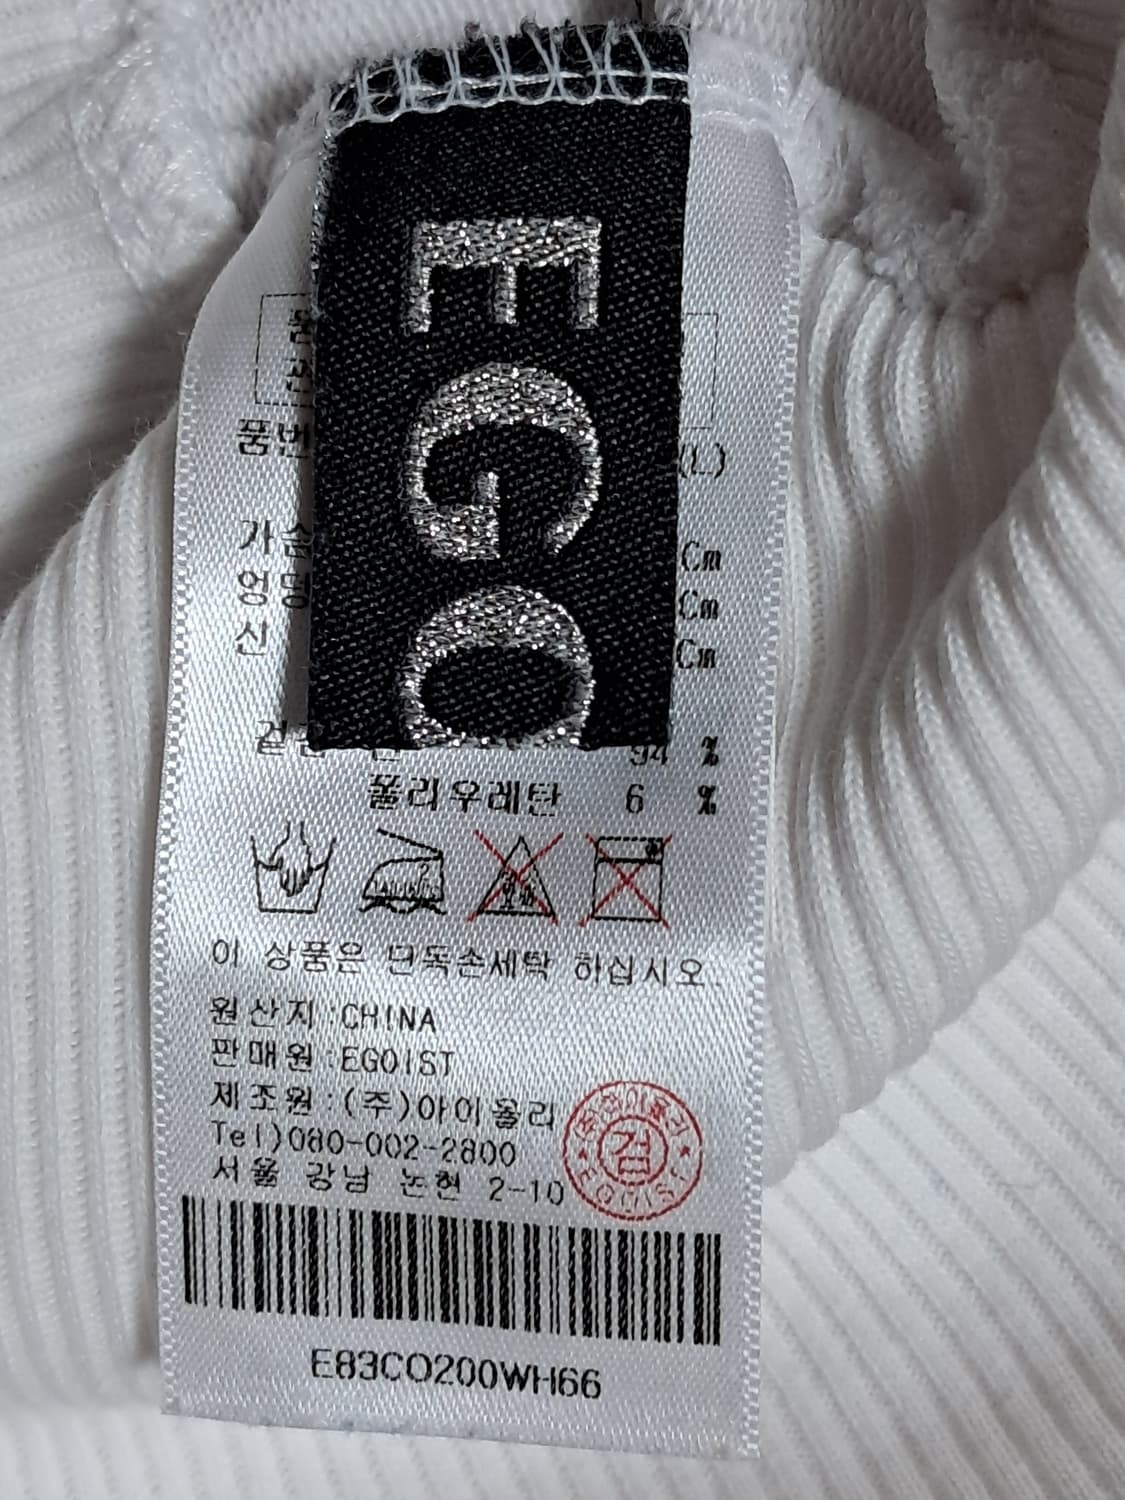 EGO
품번 (L)
가슴 Cm
엉덩 Cm
신 Cm
94 %
폴리우레탄 6 %
이 상품은 단독손세탁 하십시오.
원산지 :CHINA
판매원 :EGOIST
제조원 : (주)아이올리
Tel)080-002-2800
서울 강남 논현 2-10
검
EGOIST
E83CO200WH66